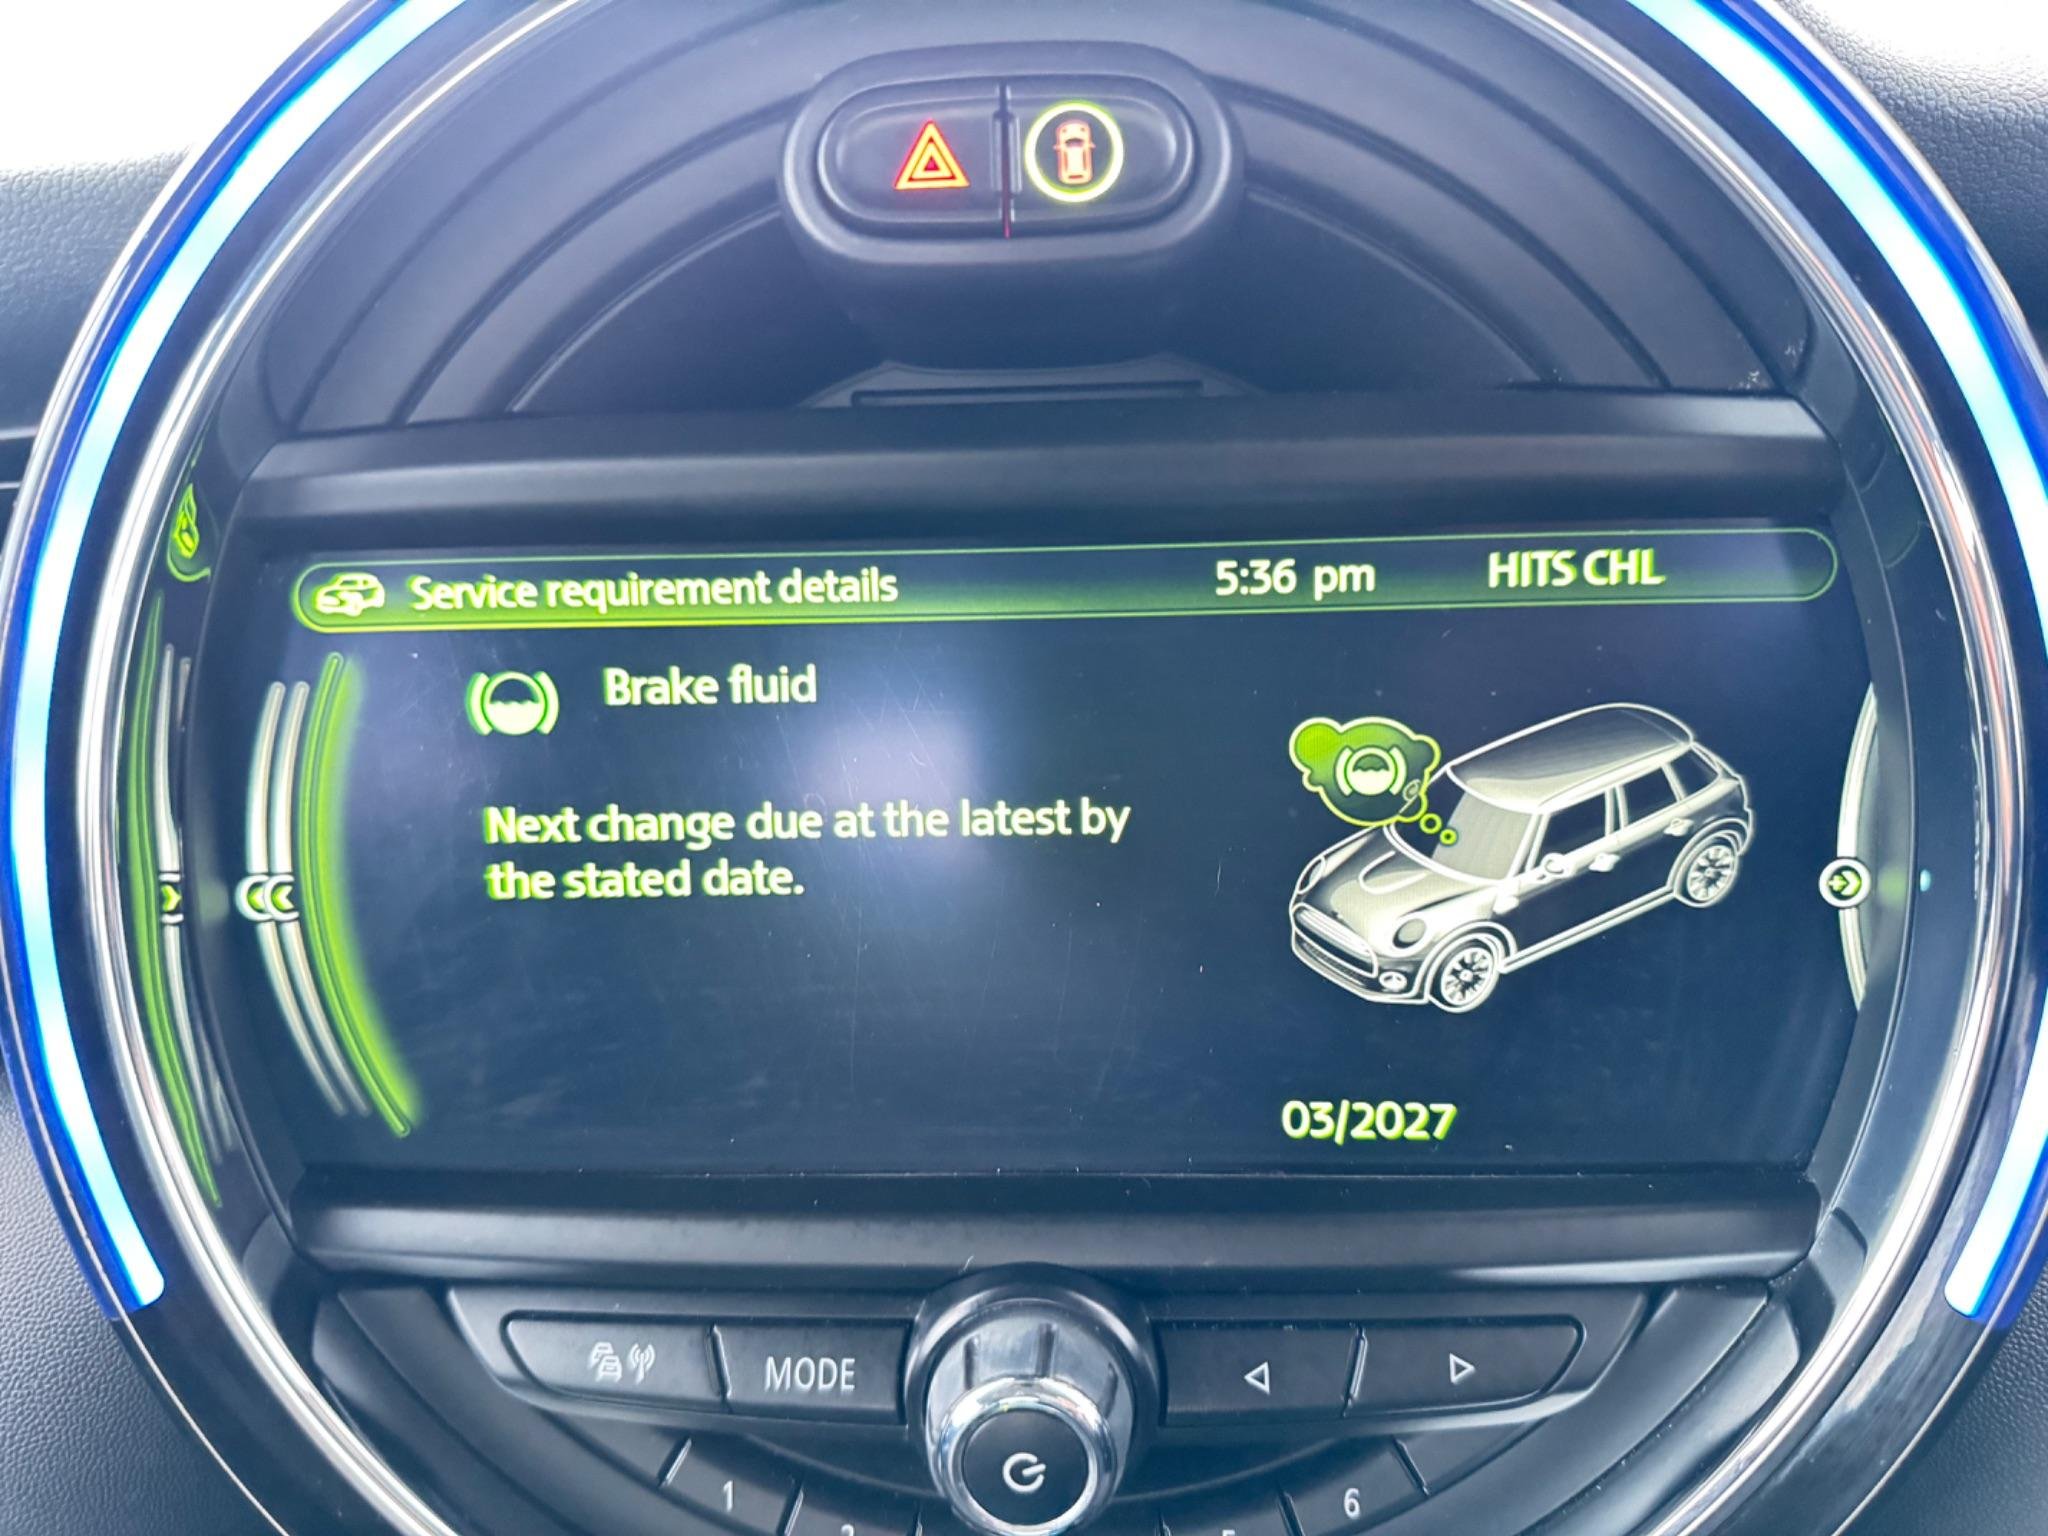 Service requirement details 5:36 pm HITS CHL
Brake fluid
Next change due at the latest by
the stated date.
03/2027
MODE
1
6